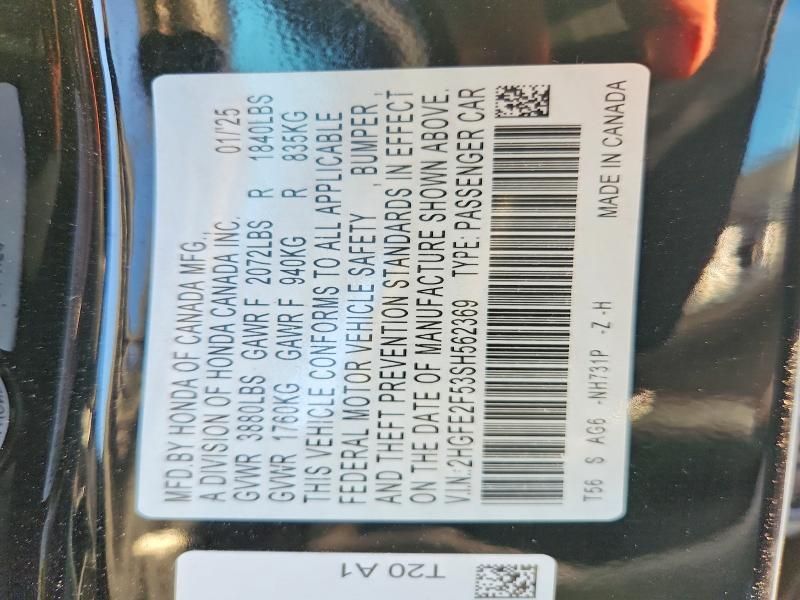 MFD.BY HONDA OF CANADA MFG., 01/'25
A DIVISION OF HONDA CANADA INC.
GVWR 3880LBS GAWR F 2072LBS R 1840LBS
GVWR 1760KG GAWR F 940KG R 835KG
THIS VEHICLE CONFORMS TO ALL APPLICABLE
FEDERAL MOTOR VEHICLE SAFETY , BUMPER ,
AND THEFT PREVENTION STANDARDS IN EFFECT
ON THE DATE OF MANUFACTURE SHOWN ABOVE.
V.I.N.:2HGFE2F53SH562369 TYPE: PASSENGER CAR
T56 S AG6 -NH731P -Z -H MADE IN CANADA
T20 A1